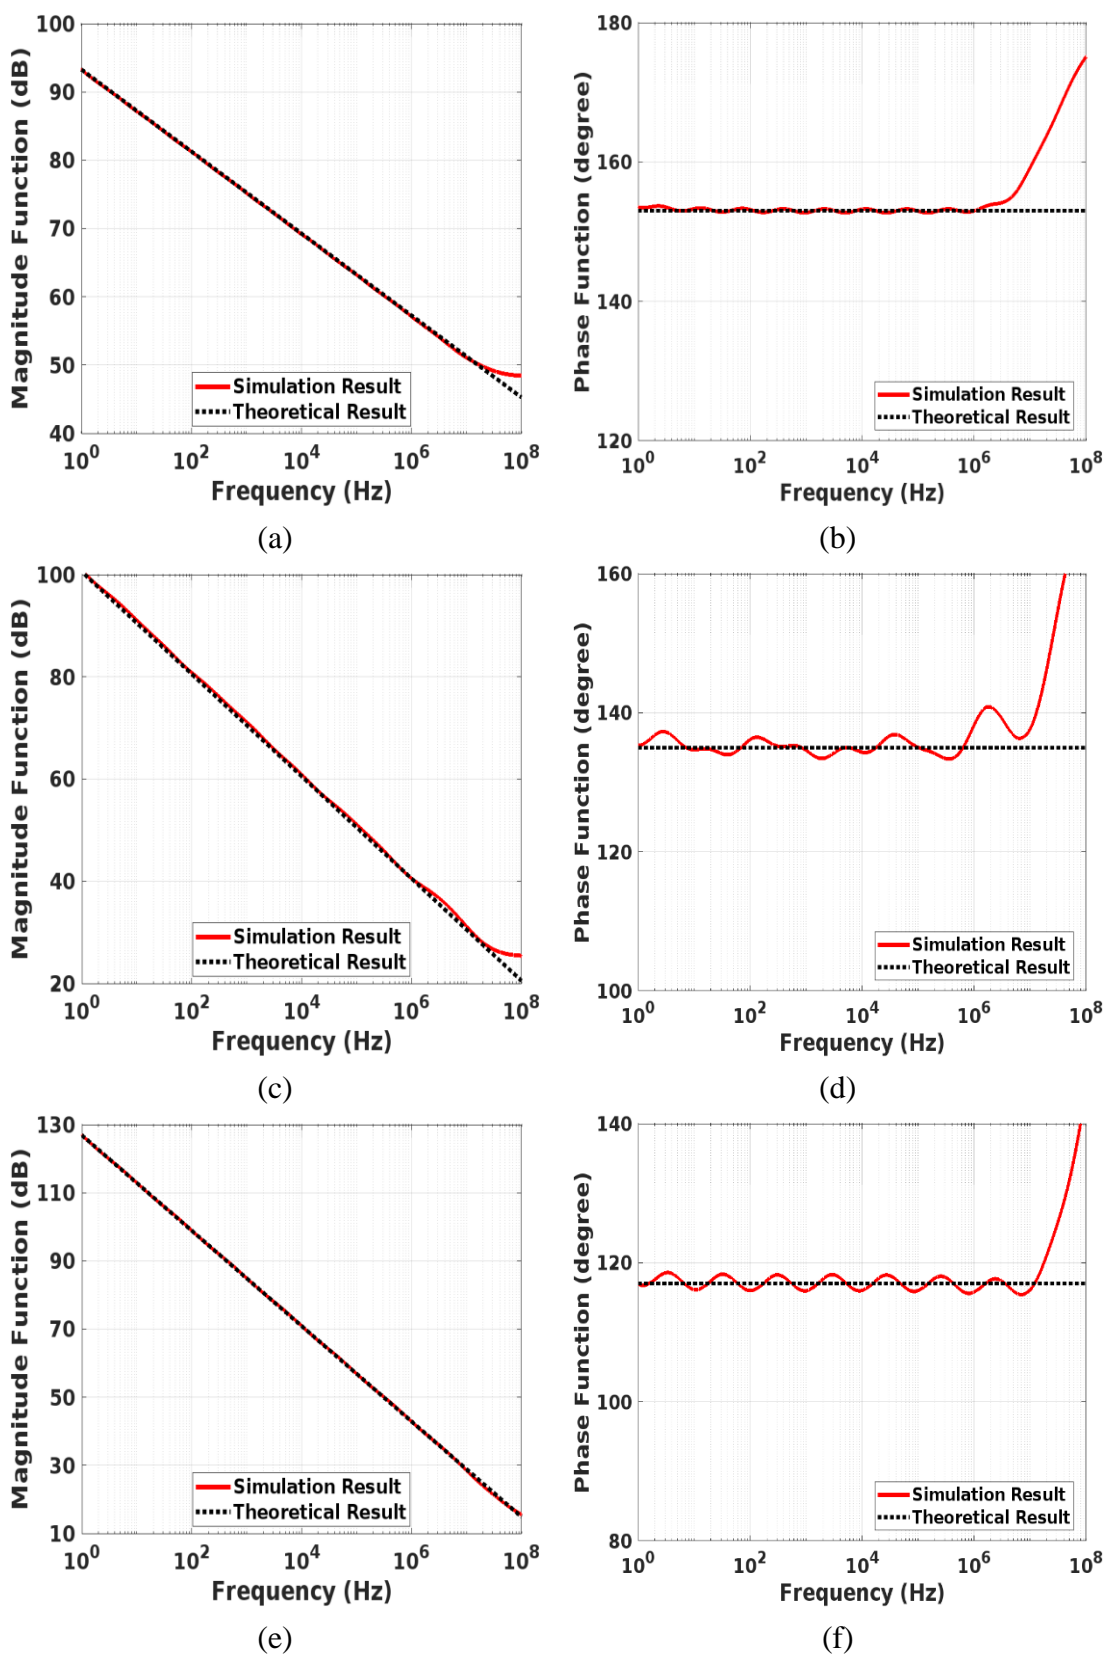 Magnitude Function (dB)
100
90
80
70
60
50
40
Simulation Result
Theoretical Result
10^0
10^2
10^4
10^6
10^8
Frequency (Hz)
(a)
Phase Function (degree)
180
160
140
120
Simulation Result
Theoretical Result
10^0
10^2
10^4
10^6
10^8
Frequency (Hz)
(b)
Magnitude Function (dB)
100
80
60
40
20
Simulation Result
Theoretical Result
10^0
10^2
10^4
10^6
10^8
Frequency (Hz)
(c)
Phase Function (degree)
160
140
120
100
Simulation Result
Theoretical Result
10^0
10^2
10^4
10^6
10^8
Frequency (Hz)
(d)
Magnitude Function (dB)
130
110
90
70
50
30
10
Simulation Result
Theoretical Result
10^0
10^2
10^4
10^6
10^8
Frequency (Hz)
(e)
Phase Function (degree)
140
120
100
80
Simulation Result
Theoretical Result
10^0
10^2
10^4
10^6
10^8
Frequency (Hz)
(f)